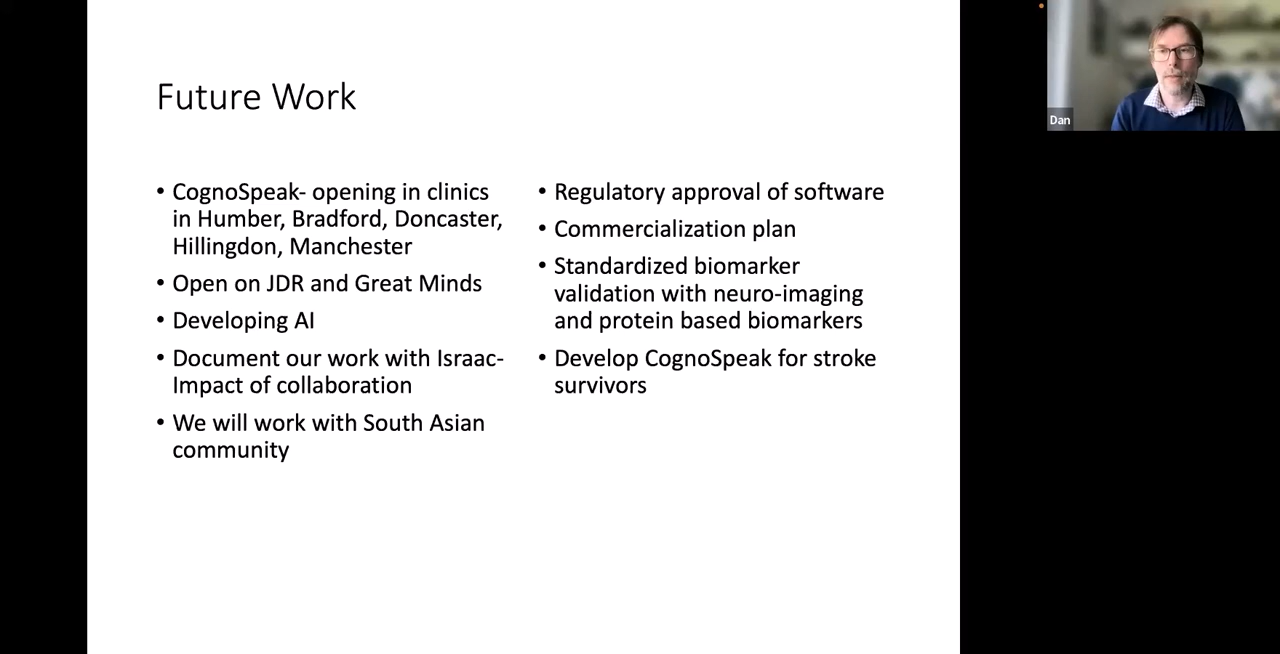 Future Work
• CognoSpeak- opening in clinics
in Humber, Bradford, Doncaster,
Hillingdon, Manchester
• Open on JDR and Great Minds
• Developing AI
• Document our work with Israac-
Impact of collaboration
• We will work with South Asian
community
• Regulatory approval of software
• Commercialization plan
• Standardized biomarker
validation with neuro-imaging
and protein based biomarkers
• Develop CognoSpeak for stroke
survivors
Dan